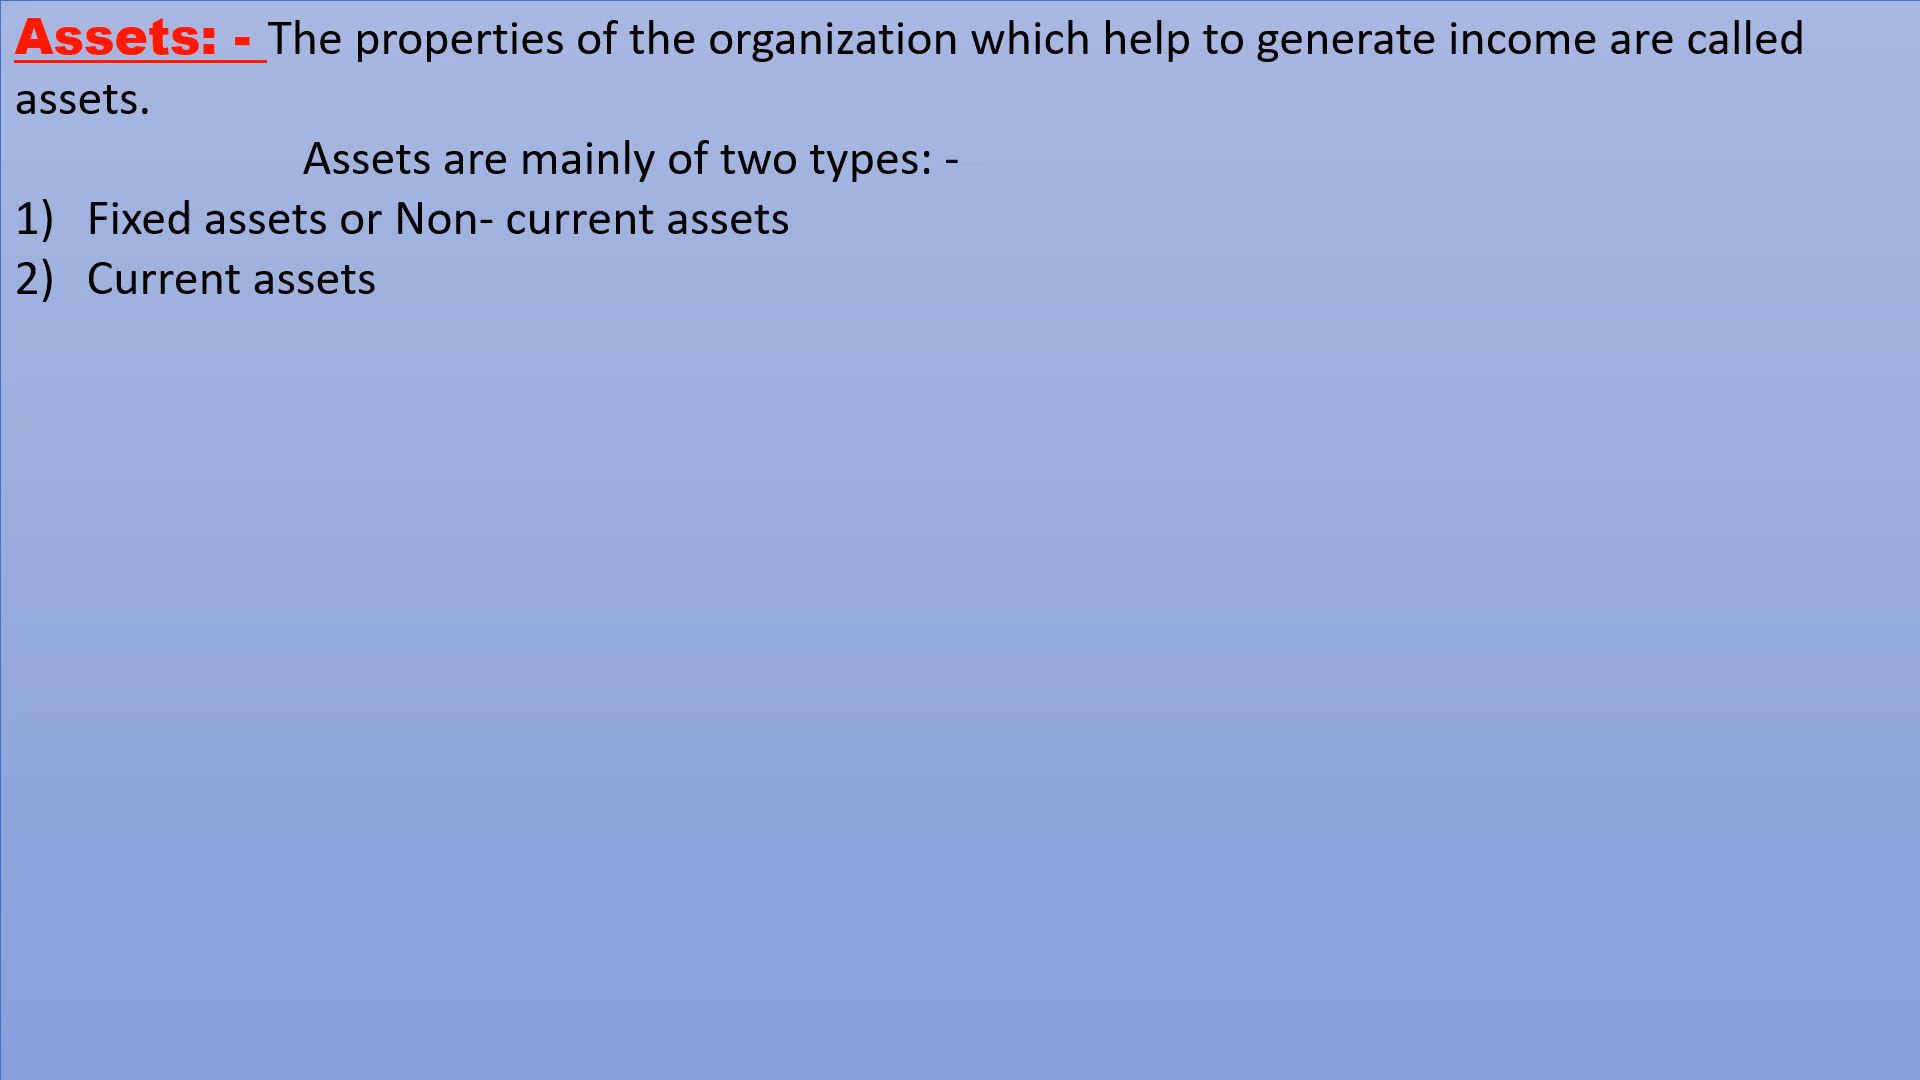 Assets: - The properties of the organization which help to generate income are called
assets.
Assets are mainly of two types: -
1) Fixed assets or Non- current assets
2) Current assets